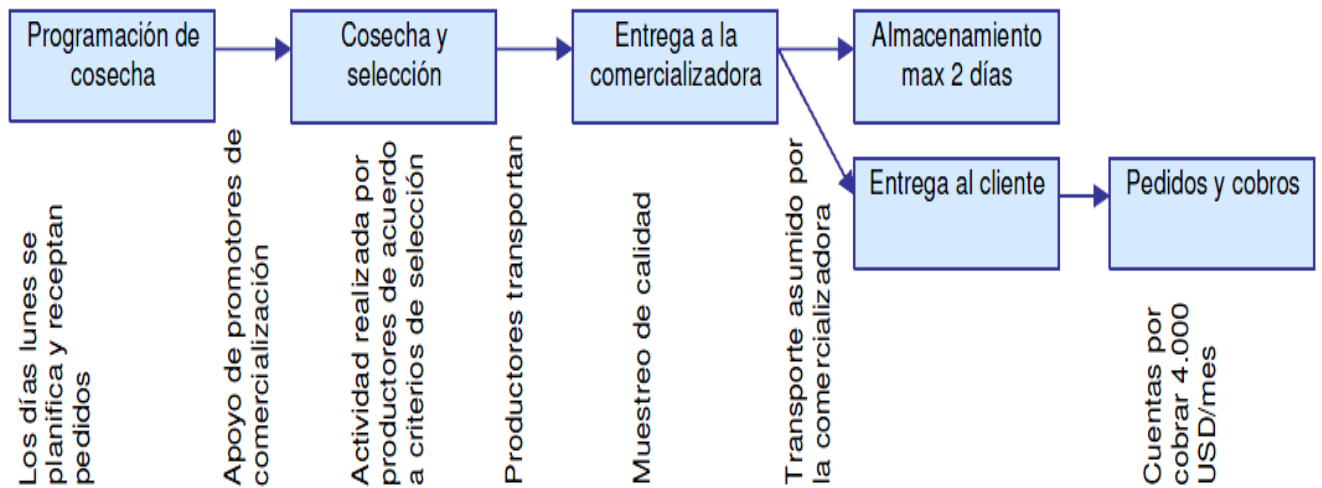 Programación de
cosecha
Cosecha y
selección
Entrega a la
comercializadora
Almacenamiento
max 2 días
Entrega al cliente
Pedidos y cobros
Los días lunes se
planifica y receptan
pedidos
Apoyo de promotores de
comercialización
Actividad realizada por
productores de acuerdo
a criterios de selección
Productores transportan
Muestreo de calidad
Transporte asumido por
la comercializadora
Cuentas por
cobrar 4.000
USD/mes